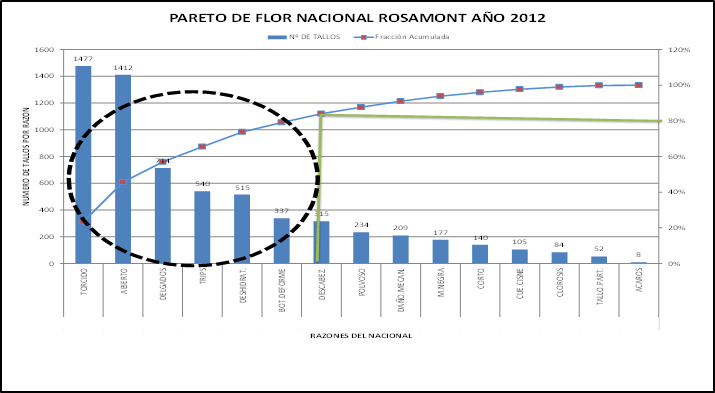 PARETO DE FLOR NACIONAL ROSAMONT AÑO 2012
Nº DE TALLOS Fracción Acumulada
NUMERO DE TALLOS POR RAZON
1600 120%
1400 100%
1200 80%
1000 60%
800 40%
600 20%
400 0%
200
0
1477 1412 714 540 515 337 315 234 209 177 140 105 84 52 8
TORCIDO
ABIERTO
DELGADOS
TRIPS
DESHIDRAT.
BOT.DEFORME
DESCABEZ.
POLVOSO
DAÑO.MECAN.
M.NEGRA
CORTO
CUE.CISNE
CLOROSIS
TALLO.PART.
ACAROS
RAZONES DEL NACIONAL